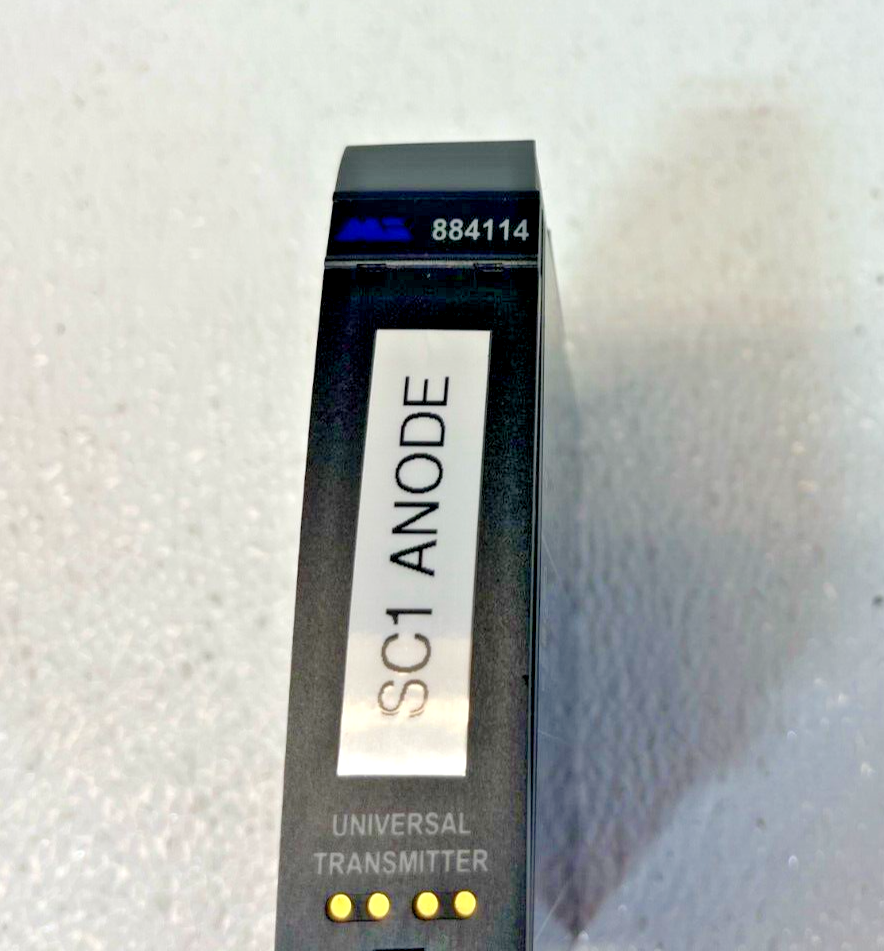 884114
SC1 ANODE
UNIVERSAL
TRANSMITTER